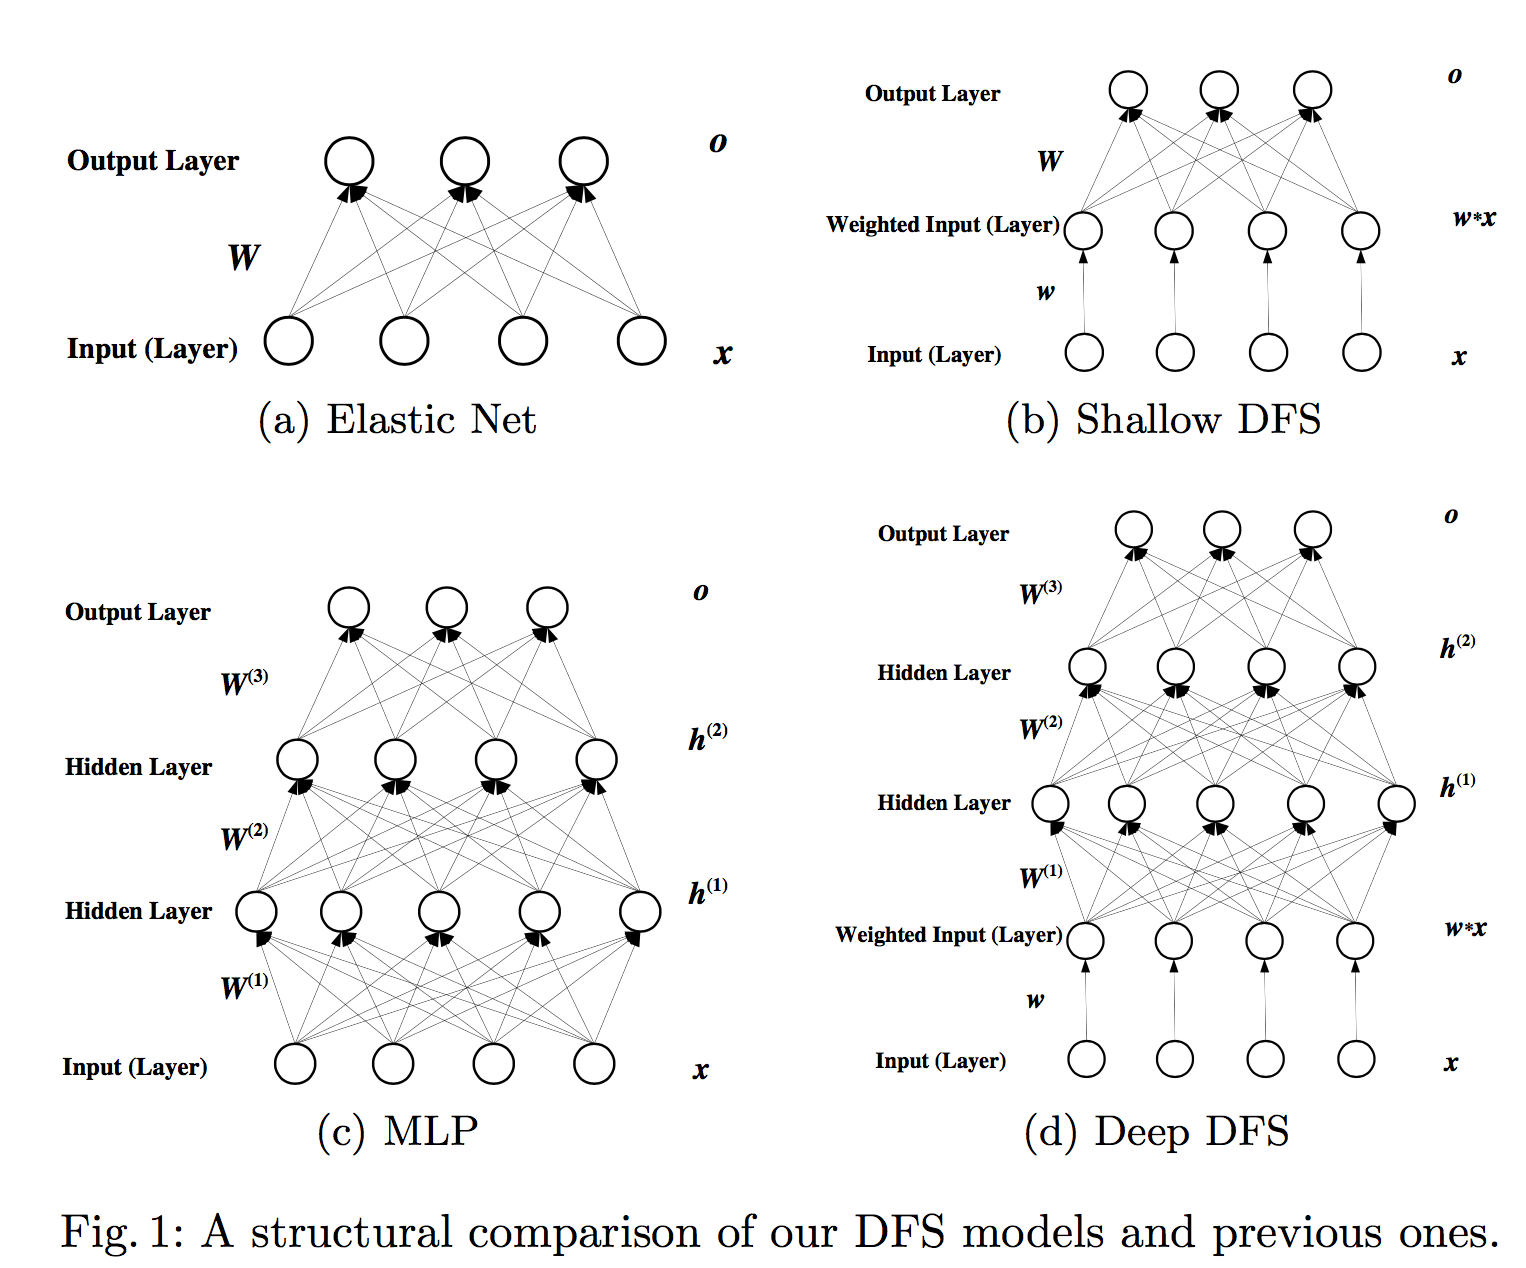 Output Layer
o
W
Input (Layer)
x
(a) Elastic Net
Output Layer
o
W
Weighted Input (Layer)
w*x
w
Input (Layer)
x
(b) Shallow DFS
Output Layer
o
W(3)
Hidden Layer
h(2)
W(2)
Hidden Layer
h(1)
W(1)
Input (Layer)
x
(c) MLP
Output Layer
o
W(3)
Hidden Layer
h(2)
W(2)
Hidden Layer
h(1)
W(1)
Weighted Input (Layer)
w*x
w
Input (Layer)
x
(d) Deep DFS
Fig. 1: A structural comparison of our DFS models and previous ones.